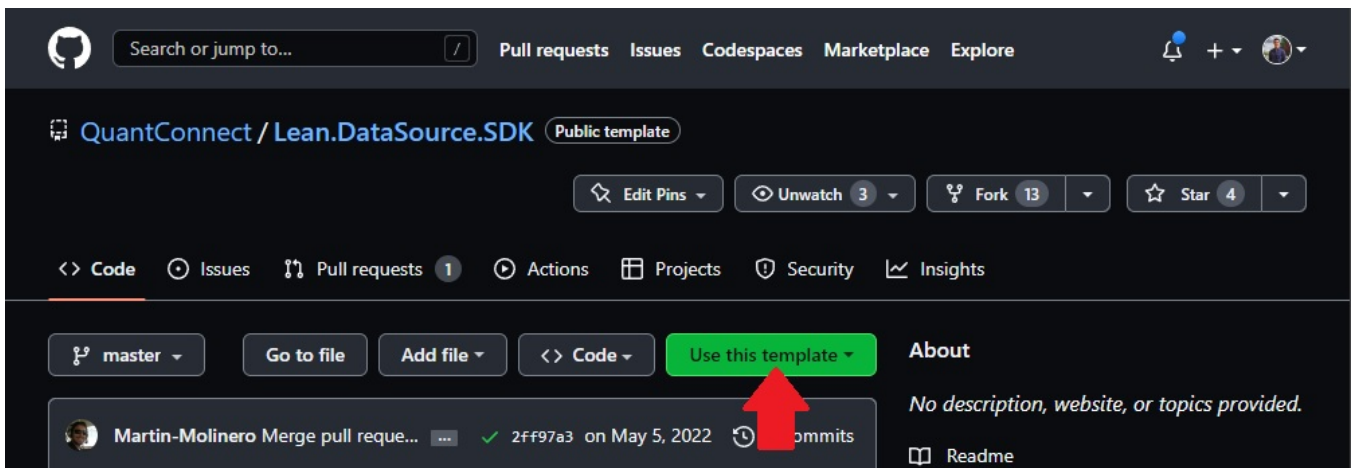 Search or jump to... /
Pull requests Issues Codespaces Marketplace Explore
QuantConnect / Lean.DataSource.SDK Public template
Edit Pins Unwatch 3 Fork 13 Star 4
<> Code Issues Pull requests 1 Actions Projects Security Insights
master Go to file Add file <> Code Use this template
About
No description, website, or topics provided.
Martin-Molinero Merge pull reque... ... 2ff97a3 on May 5, 2022
Readme